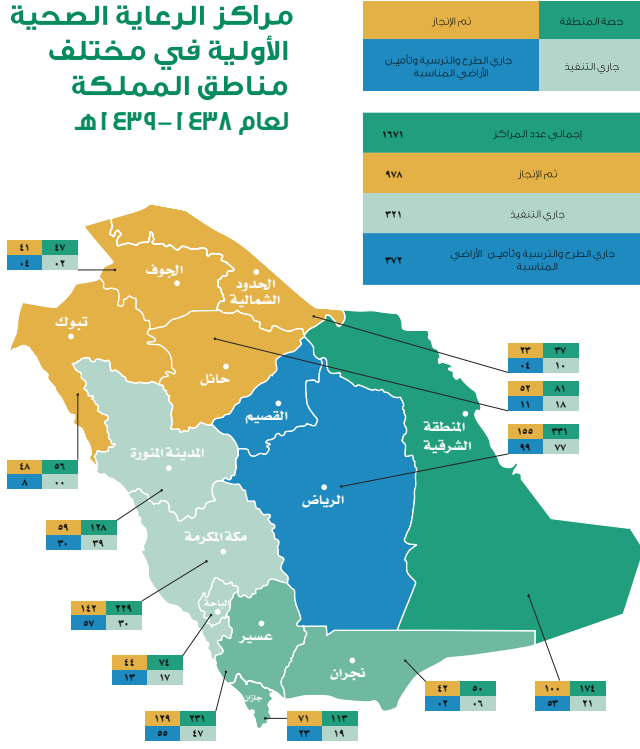 مراكز الرعاية الصحية
الأولية في مختلف
مناطق المملكة
لعام ١٤٣٨-١٤٣٩هـ
حصة المنطقة تم الإنجاز
جاري التنفيذ جاري الطرح والترسية وتأمين الأراضي المناسبة
إجمالي عدد المراكز ١٦٧١
تم الإنجاز ٩٧٨
جاري التنفيذ ٣٢١
جاري الطرح والترسية وتأمين الأراضي المناسبة ٣٧٢
٤٧ ٤١
٠٢ ٠٤
الجوف
الحدود
الشمالية
تبوك
حائل
القصيم
المنطقة
الشرقية
المدينة المنورة
الرياض
مكة المكرمة
الباحة
عسير
نجران
جازان
٣٧ ٢٣
١٠ ٠٤
٨١ ٥٢
١٨ ١١
٣٣١ ١٥٥
٧٧ ٩٩
٥٦ ٤٨
٠٠ ٨
١٢٨ ٥٩
٣٩ ٣٠
٢٢٩ ١٤٢
٣٠ ٥٧
٧٤ ٤٤
١٧ ١٣
٢٣١ ١٢٩
٤٧ ٥٥
١١٣ ٧١
١٩ ٢٣
٥٠ ٤٢
٠٦ ٠٢
١٧٤ ١٠٠
٢١ ٥٣